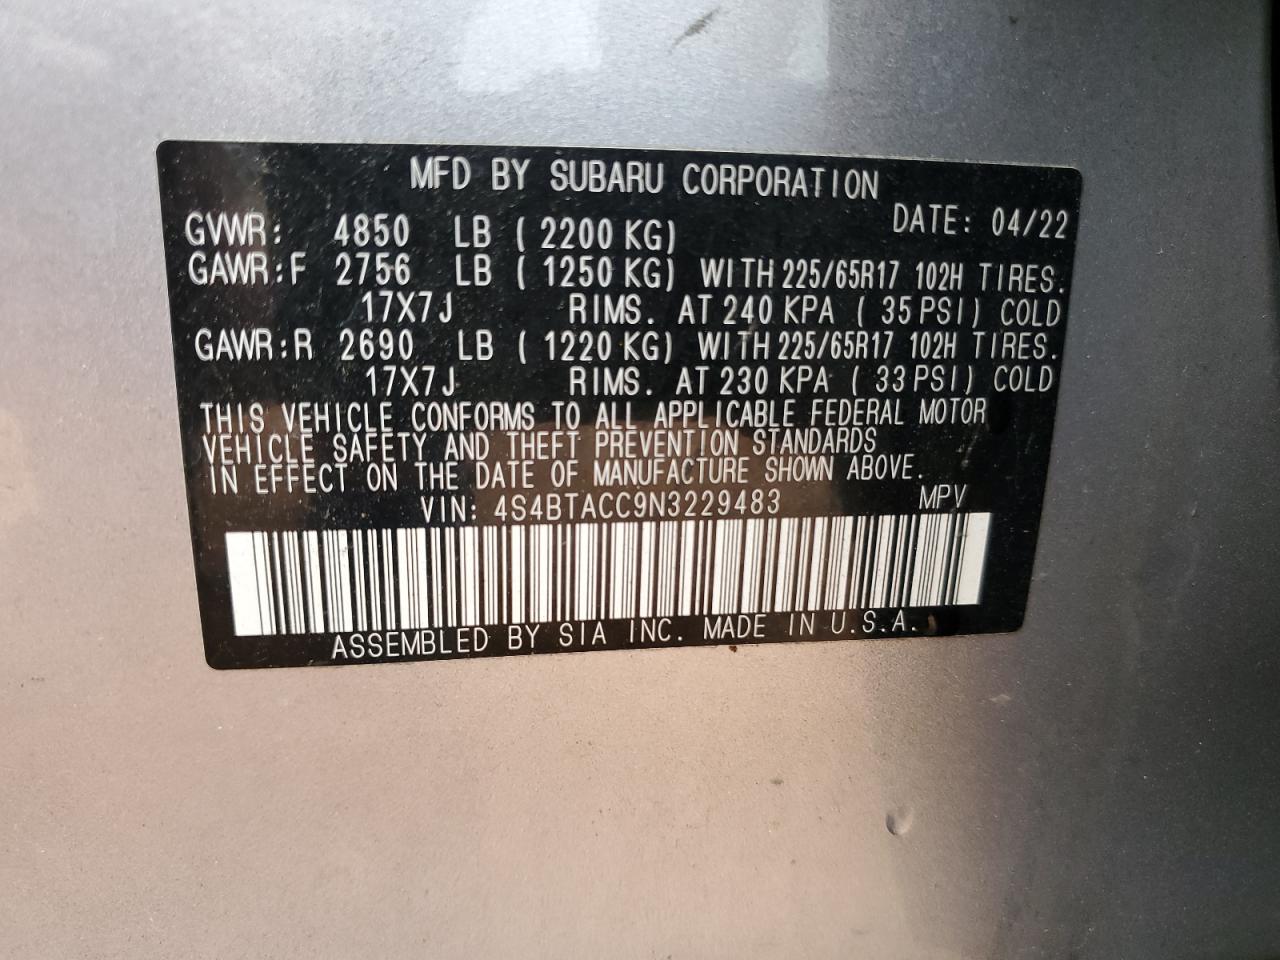 MFD BY SUBARU CORPORATION
DATE: 04/22
GVWR: 4850 LB ( 2200 KG)
GAWR:F 2756 LB ( 1250 KG) WITH 225/65R17 102H TIRES.
17X7J RIMS. AT 240 KPA ( 35 PSI) COLD
GAWR:R 2690 LB ( 1220 KG) WITH 225/65R17 102H TIRES.
17X7J RIMS. AT 230 KPA ( 33 PSI) COLD
THIS VEHICLE CONFORMS TO ALL APPLICABLE FEDERAL MOTOR
VEHICLE SAFETY AND THEFT PREVENTION STANDARDS
IN EFFECT ON THE DATE OF MANUFACTURE SHOWN ABOVE.
VIN: 4S4BTACC9N3229483 MPV
ASSEMBLED BY SIA INC. MADE IN U.S.A.